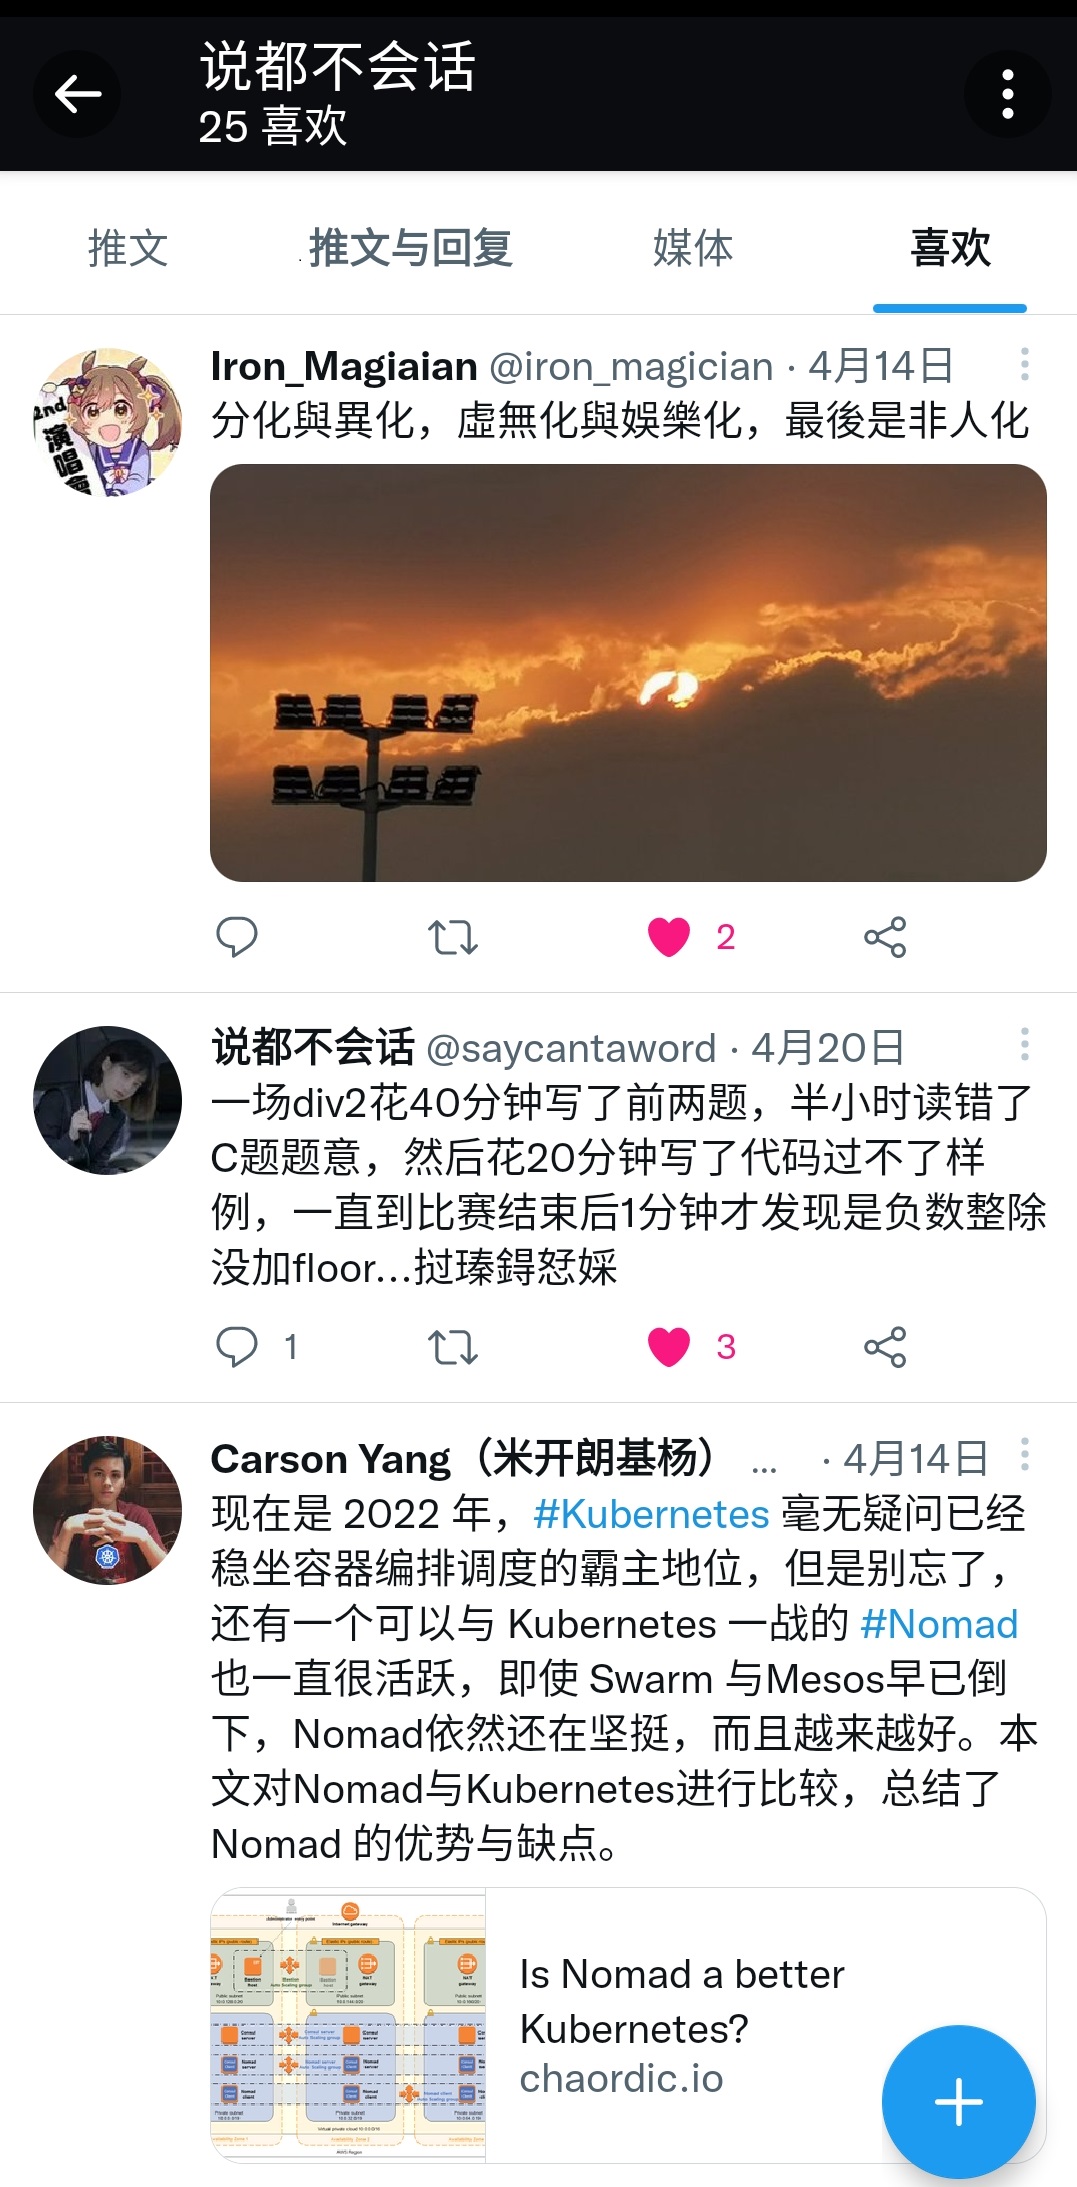 说都不会话
25 喜欢
推文
推文与回复
媒体
喜欢
2nd
演唱會
Iron_Magiaian @iron_magician · 4月14日
分化與異化，虛無化與娛樂化，最後是非人化
2
说都不会话 @saycantaword · 4月20日
一场div2花40分钟写了前两题，半小时读错了
C题题意，然后花20分钟写了代码过不了样
例，一直到比赛结束后1分钟才发现是负数整除
没加floor...挝瑧鍀怼婇
1
3
Carson Yang（米开朗基杨） ... · 4月14日
现在是 2022 年，#Kubernetes 毫无疑问已经
稳坐容器编排调度的霸主地位，但是别忘了，
还有一个可以与 Kubernetes 一战的 #Nomad
也一直很活跃，即使 Swarm 与Mesos早已倒
下，Nomad依然还在坚挺，而且越来越好。本
文对Nomad与Kubernetes进行比较，总结了
Nomad 的优势与缺点。
Is Nomad a better
Kubernetes?
chaordic.io